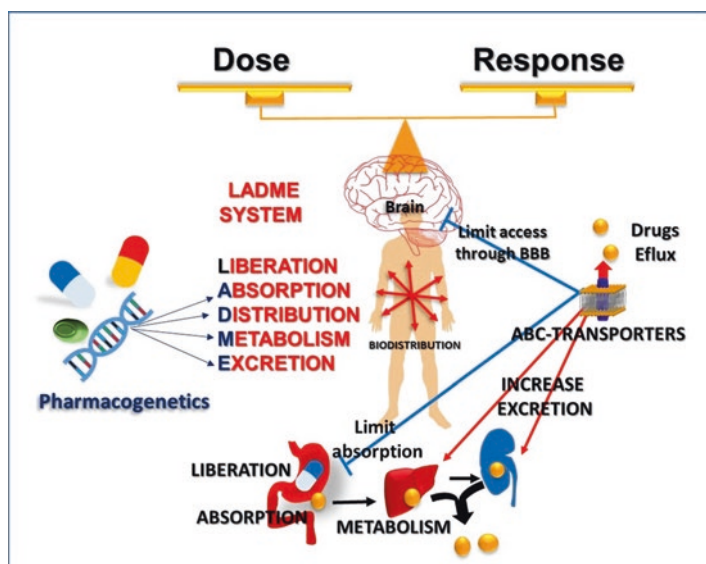 Dose
Response
LADME
SYSTEM
Brain
Limit access
through BBB
Drugs
Eflux
LIBERATION
ABSORPTION
DISTRIBUTION
METABOLISM
EXCRETION
BIODISTRIBUTION
ABC-TRANSPORTERS
Pharmacogenetics
INCREASE
EXCRETION
Limit
absorption
LIBERATION
ABSORPTION
METABOLISM